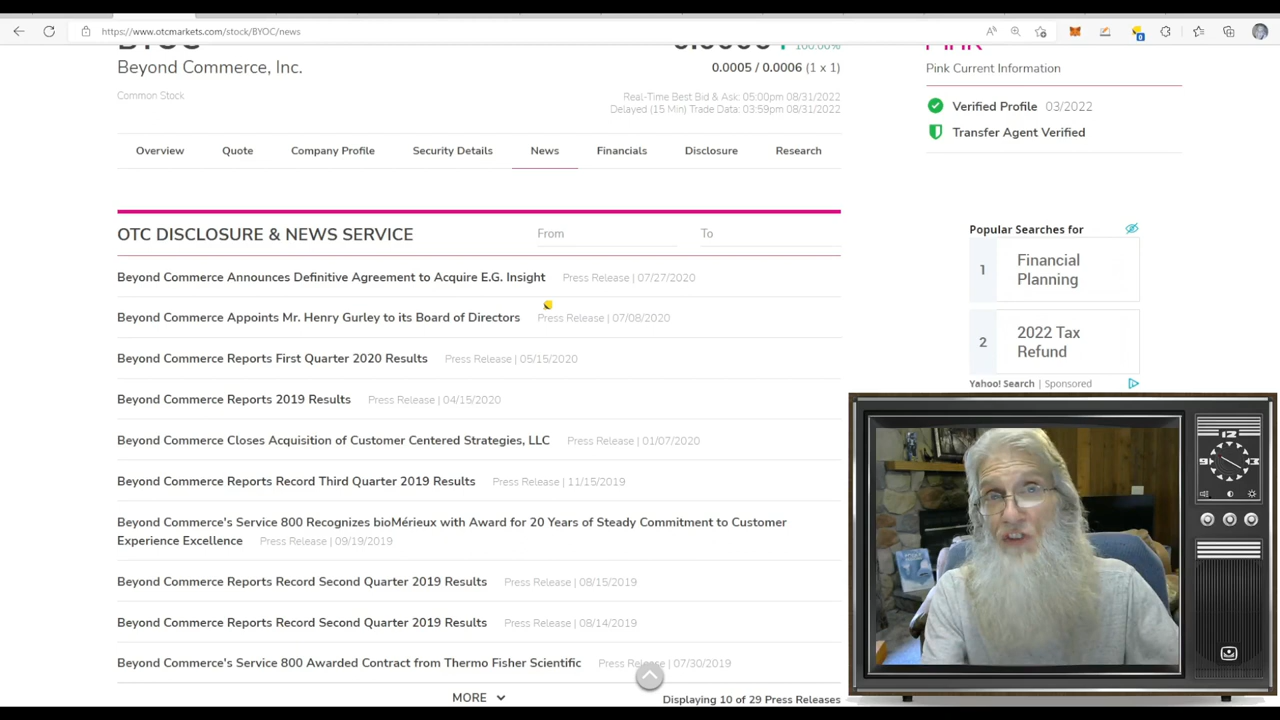 https://www.otcmarkets.com/stock/BYOC/news
BYOC
100.00%
Beyond Commerce, Inc.
0.0005 / 0.0006 (1 x 1)
Common Stock
Real-Time Best Bid & Ask: 05:00pm 08/31/2022
Delayed (15 Min) Trade Data: 03:59pm 08/31/2022
PINK
Pink Current Information
Verified Profile 03/2022
Transfer Agent Verified
Overview Quote Company Profile Security Details News Financials Disclosure Research
OTC DISCLOSURE & NEWS SERVICE From To
Beyond Commerce Announces Definitive Agreement to Acquire E.G. Insight Press Release | 07/27/2020
Beyond Commerce Appoints Mr. Henry Gurley to its Board of Directors Press Release | 07/08/2020
Beyond Commerce Reports First Quarter 2020 Results Press Release | 05/15/2020
Beyond Commerce Reports 2019 Results Press Release | 04/15/2020
Beyond Commerce Closes Acquisition of Customer Centered Strategies, LLC Press Release | 01/07/2020
Beyond Commerce Reports Record Third Quarter 2019 Results Press Release | 11/15/2019
Beyond Commerce's Service 800 Recognizes bioMérieux with Award for 20 Years of Steady Commitment to Customer
Experience Excellence Press Release | 09/19/2019
Beyond Commerce Reports Record Second Quarter 2019 Results Press Release | 08/15/2019
Beyond Commerce Reports Record Second Quarter 2019 Results Press Release | 08/14/2019
Beyond Commerce's Service 800 Awarded Contract from Thermo Fisher Scientific Press Release | 07/30/2019
MORE
Displaying 10 of 29 Press Releases
Popular Searches for
1 Financial
Planning
2 2022 Tax
Refund
Yahoo! Search | Sponsored
12
9 3